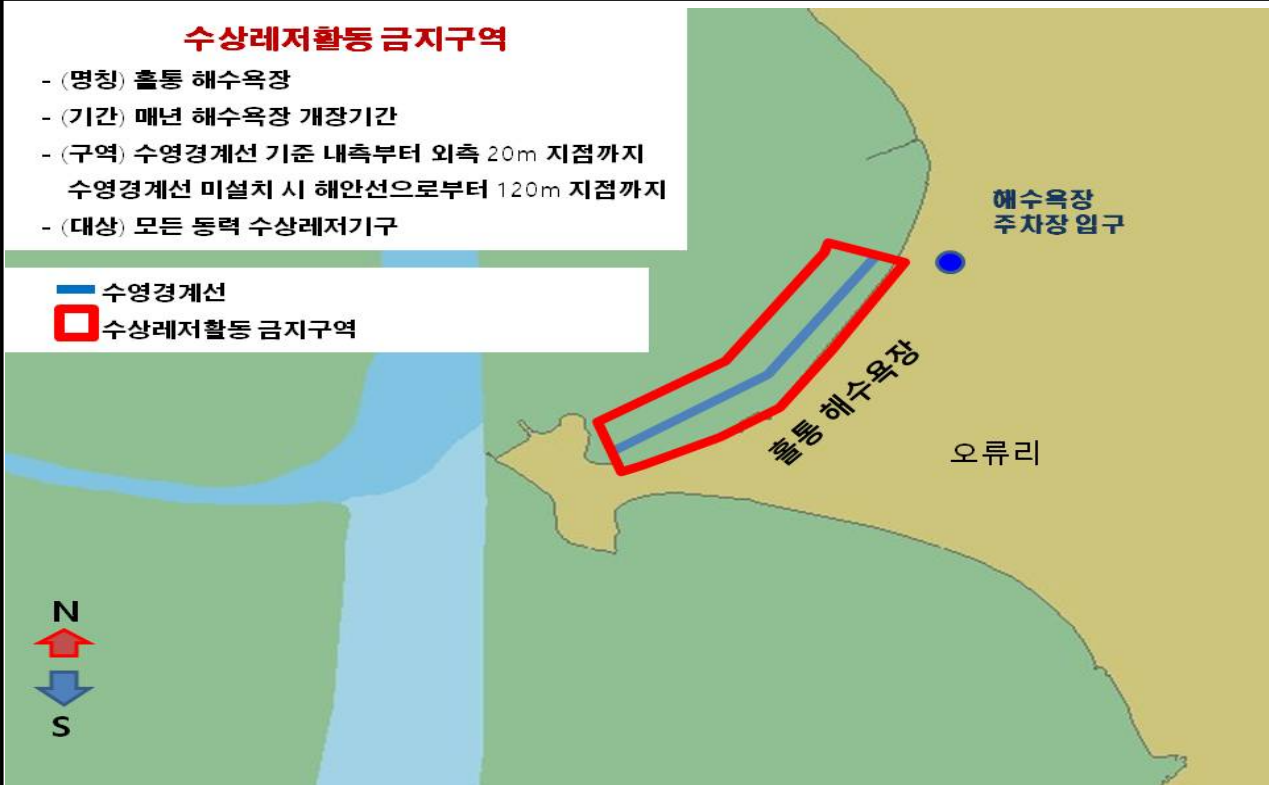 수상레저활동 금지구역
- (명칭) 홀통 해수욕장
- (기간) 매년 해수욕장 개장기간
- (구역) 수영경계선 기준 내측부터 외측 20m 지점까지
수영경계선 미설치 시 해안선으로부터 120m 지점까지
- (대상) 모든 동력 수상레저기구
수영경계선
수상레저활동 금지구역
해수욕장
주차장 입구
홀통 해수욕장
오류리
N
S